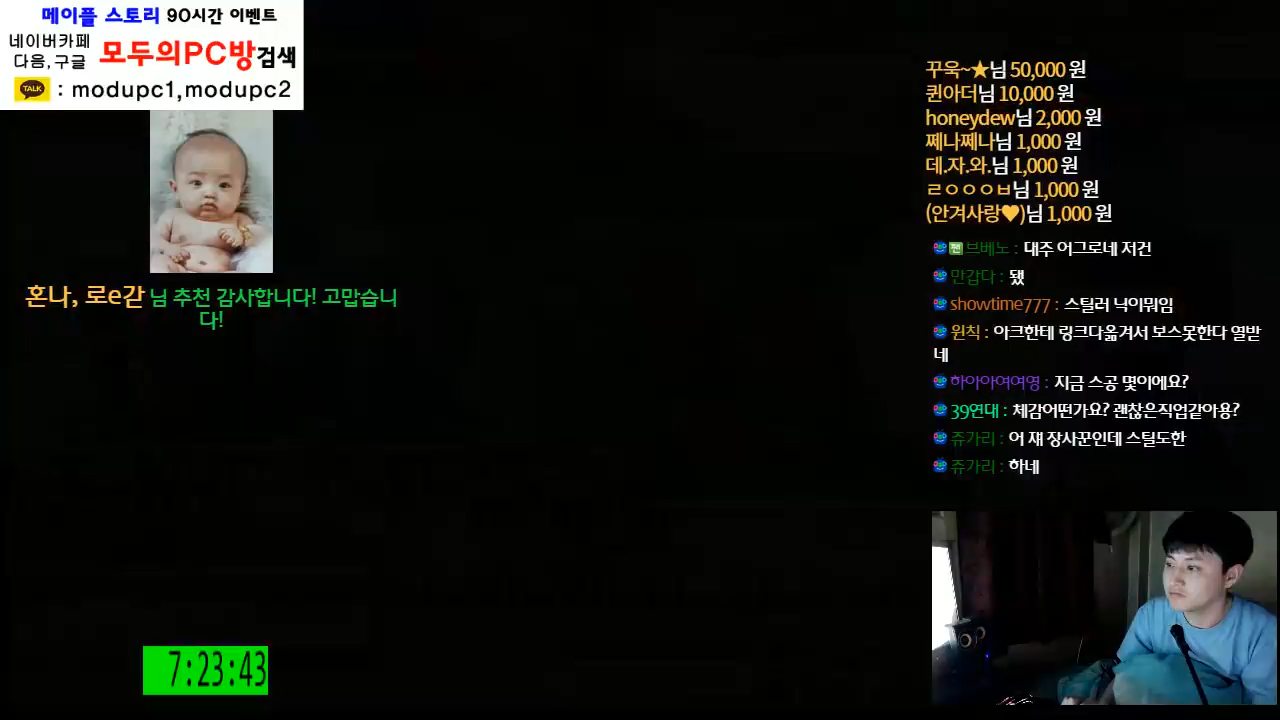 메이플 스토리 90시간 이벤트
네이버카페
다음, 구글
모두의PC방검색
TALK : modupc1,modupc2
혼나, 로e간 님 추천 감사합니다! 고맙습니
다!
7:23:43
꾸욱~★님 50,000 원
퀸아더님 10,000 원
honeydew님 2,000 원
쩨나쩨나님 1,000 원
데.자.와.님 1,000 원
ㄹㅇㅇㅇㅂ님 1,000 원
(안겨사랑♥)님 1,000 원
팬 브베노 : 대주 어그로네 저건
만갑다 : 됐
showtime777 : 스틸러 닉이뭐임
원칙 : 아크한테 링크다옮겨서 보스못한다 열받
네
하아아여여영 : 지금 스공 몇이에요?
39연대 : 체감어떤가요? 괜찮은직업같아용?
쥬가리 : 어 쟤 장사꾼인데 스틸도한
쥬가리 : 하네